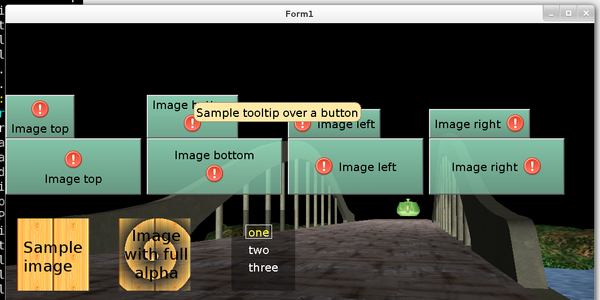 Form1
Image bottom
Sample tooltip over a button
Image top
Image left
Image right
Image top
Image bottom
Image left
Image right
Sample
image
Image
with full
alpha
one
two
three